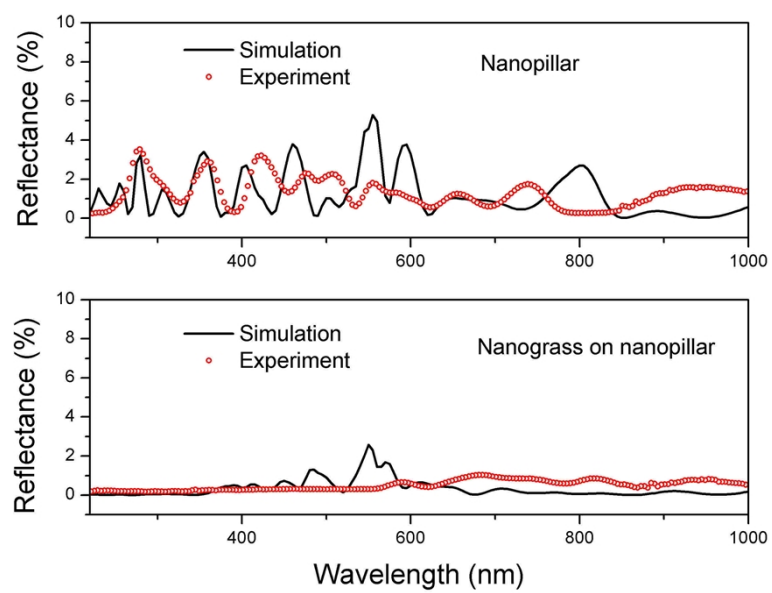 10
8
6
4
2
0
Reflectance (%)
Simulation
Experiment
Nanopillar
400
600
800
1000
10
8
6
4
2
0
Reflectance (%)
Simulation
Experiment
Nanograss on nanopillar
400
600
800
1000
Wavelength (nm)